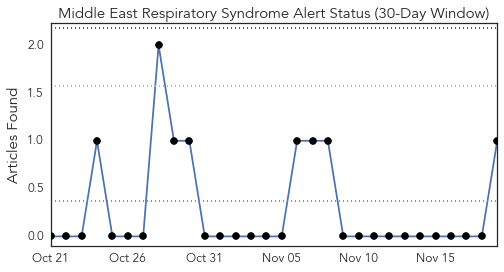 Middle East Respiratory Syndrome Alert Status (30-Day Window)
Articles Found
2.0
1.5
1.0
0.5
0.0
Oct 21 Oct 26 Oct 31 Nov 05 Nov 10 Nov 15